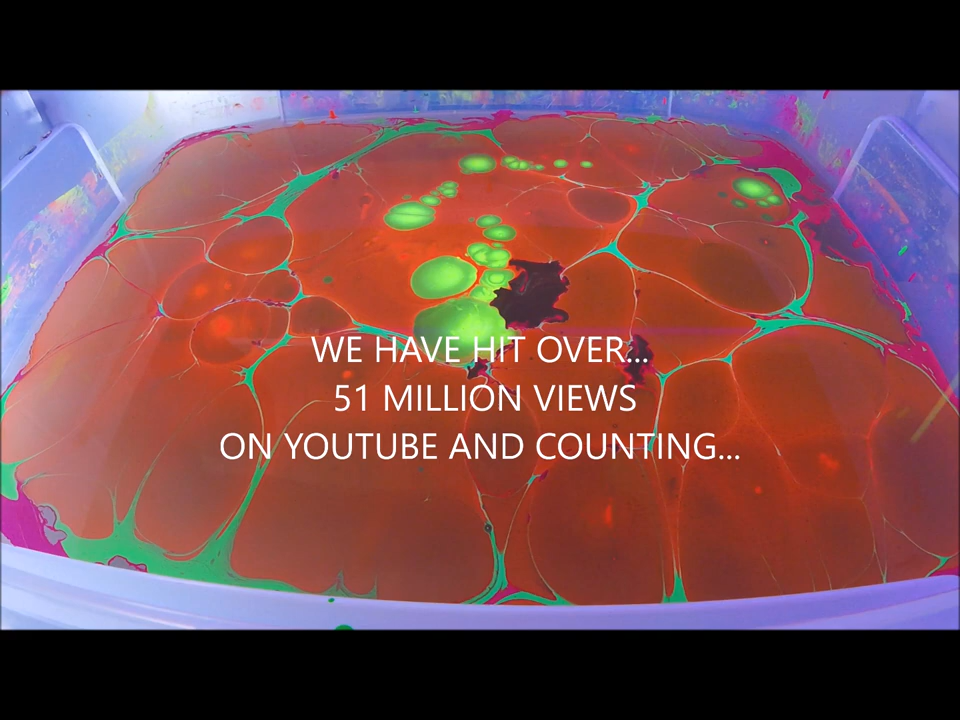 WE HAVE HIT OVER...
51 MILLION VIEWS
ON YOUTUBE AND COUNTING...